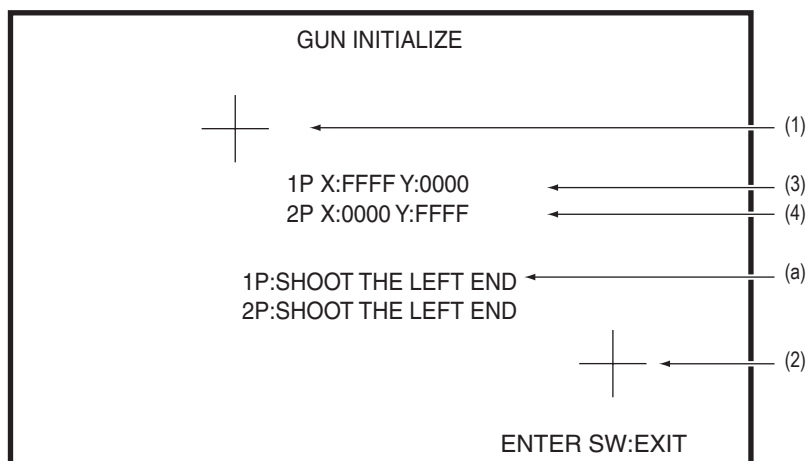 GUN INITIALIZE
(1)
1P X:FFFF Y:0000 (3)
2P X:0000 Y:FFFF (4)
1P:SHOOT THE LEFT END (a)
2P:SHOOT THE LEFT END
(2)
ENTER SW:EXIT